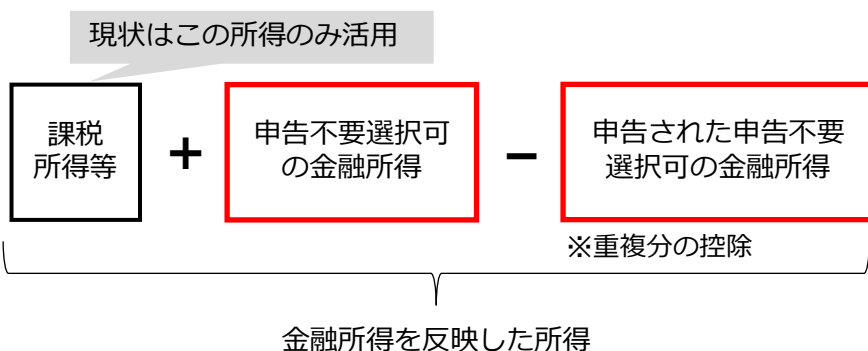 現状はこの所得のみ活用
課税
所得等
+
申告不要選択可
の金融所得
−
申告された申告不要
選択可の金融所得
※重複分の控除
金融所得を反映した所得